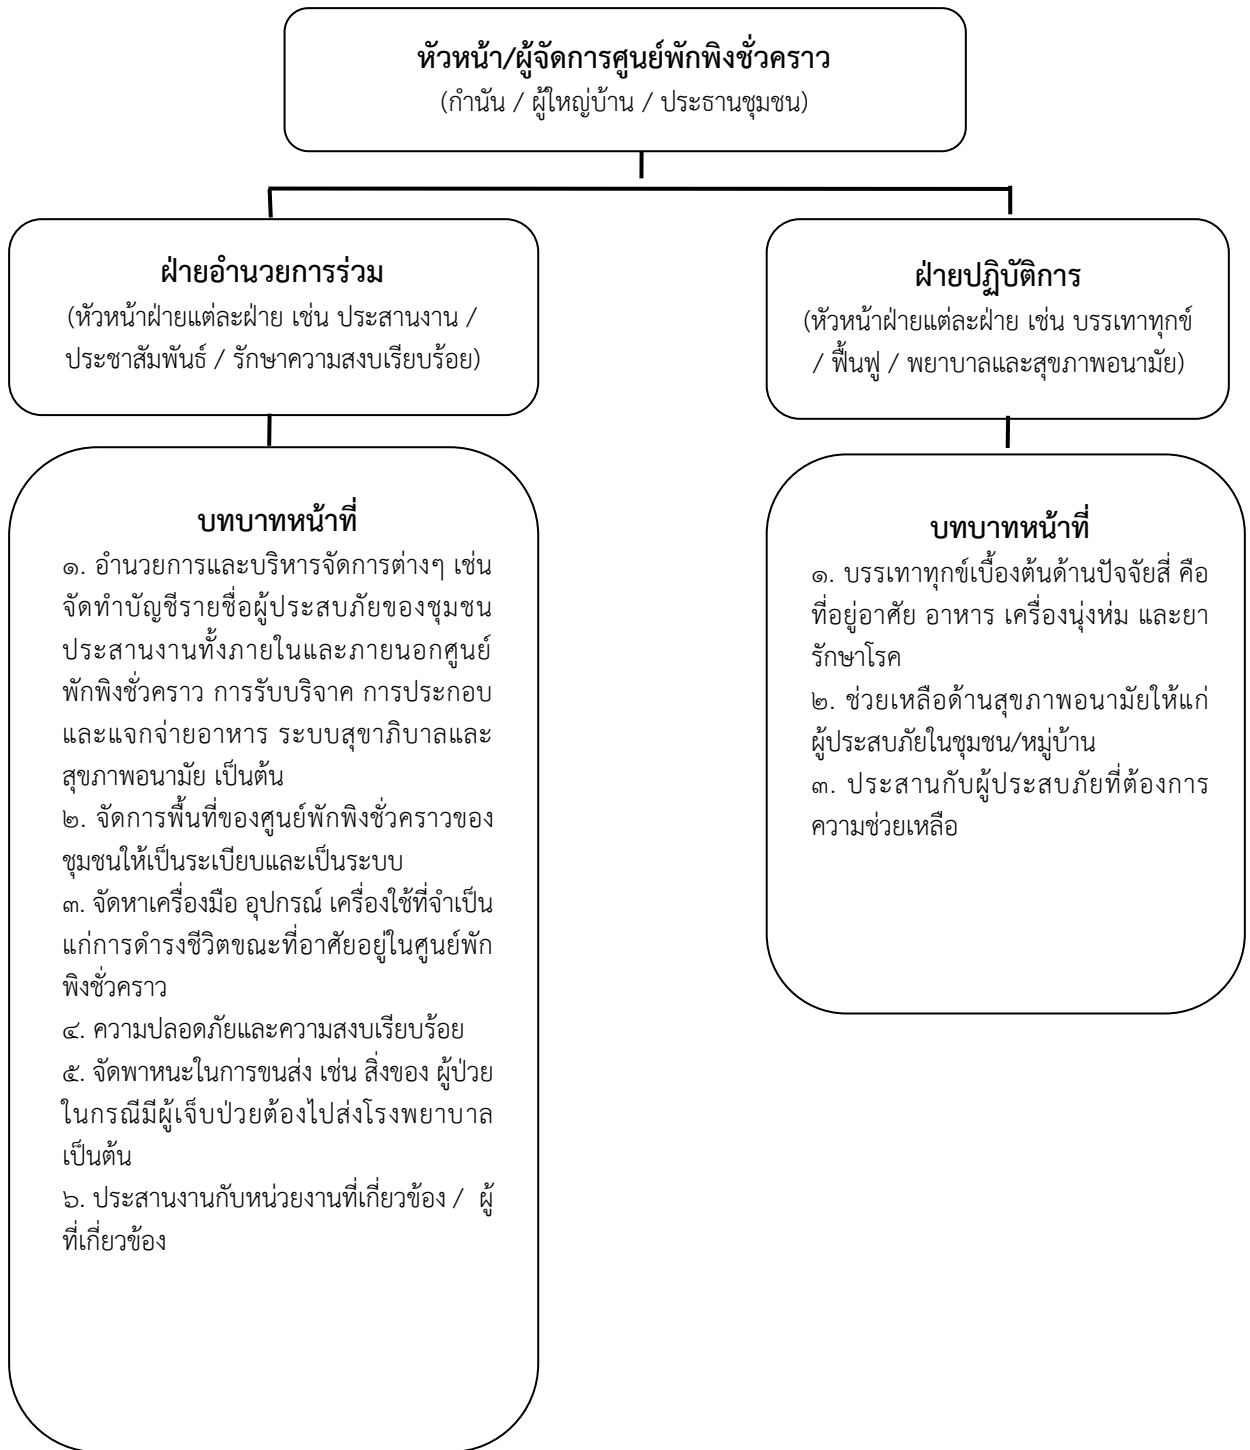 หัวหน้า/ผู้จัดการศูนย์พักพิงชั่วคราว
(กำนัน / ผู้ใหญ่บ้าน / ประธานชุมชน)
ฝ่ายอำนวยการร่วม
(หัวหน้าฝ่ายแต่ละฝ่าย เช่น ประสานงาน /
ประชาสัมพันธ์ / รักษาความสงบเรียบร้อย)
ฝ่ายปฏิบัติการ
(หัวหน้าฝ่ายแต่ละฝ่าย เช่น บรรเทาทุกข์
/ ฟื้นฟู / พยาบาลและสุขภาพอนามัย)
บทบาทหน้าที่
๑. อำนวยการและบริหารจัดการต่างๆ เช่น
จัดทำบัญชีรายชื่อผู้ประสบภัยของชุมชน
ประสานงานทั้งภายในและภายนอกศูนย์
พักพิงชั่วคราว การรับบริจาค การประกอบ
และแจกจ่ายอาหาร ระบบสุขาภิบาลและ
สุขภาพอนามัย เป็นต้น
๒. จัดการพื้นที่ของศูนย์พักพิงชั่วคราวของ
ชุมชนให้เป็นระเบียบและเป็นระบบ
๓. จัดหาเครื่องมือ อุปกรณ์ เครื่องใช้ที่จำเป็น
แก่การดำรงชีวิตขณะที่อาศัยอยู่ในศูนย์พัก
พิงชั่วคราว
๔. ความปลอดภัยและความสงบเรียบร้อย
๕. จัดพาหนะในการขนส่ง เช่น สิ่งของ ผู้ป่วย
ในกรณีมีผู้เจ็บป่วยต้องไปส่งโรงพยาบาล
เป็นต้น
๖. ประสานงานกับหน่วยงานที่เกี่ยวข้อง / ผู้
ที่เกี่ยวข้อง
บทบาทหน้าที่
๑. บรรเทาทุกข์เบื้องต้นด้านปัจจัยสี่ คือ
ที่อยู่อาศัย อาหาร เครื่องนุ่งห่ม และยา
รักษาโรค
๒. ช่วยเหลือด้านสุขภาพอนามัยให้แก่
ผู้ประสบภัยในชุมชน/หมู่บ้าน
๓. ประสานกับผู้ประสบภัยที่ต้องการ
ความช่วยเหลือ